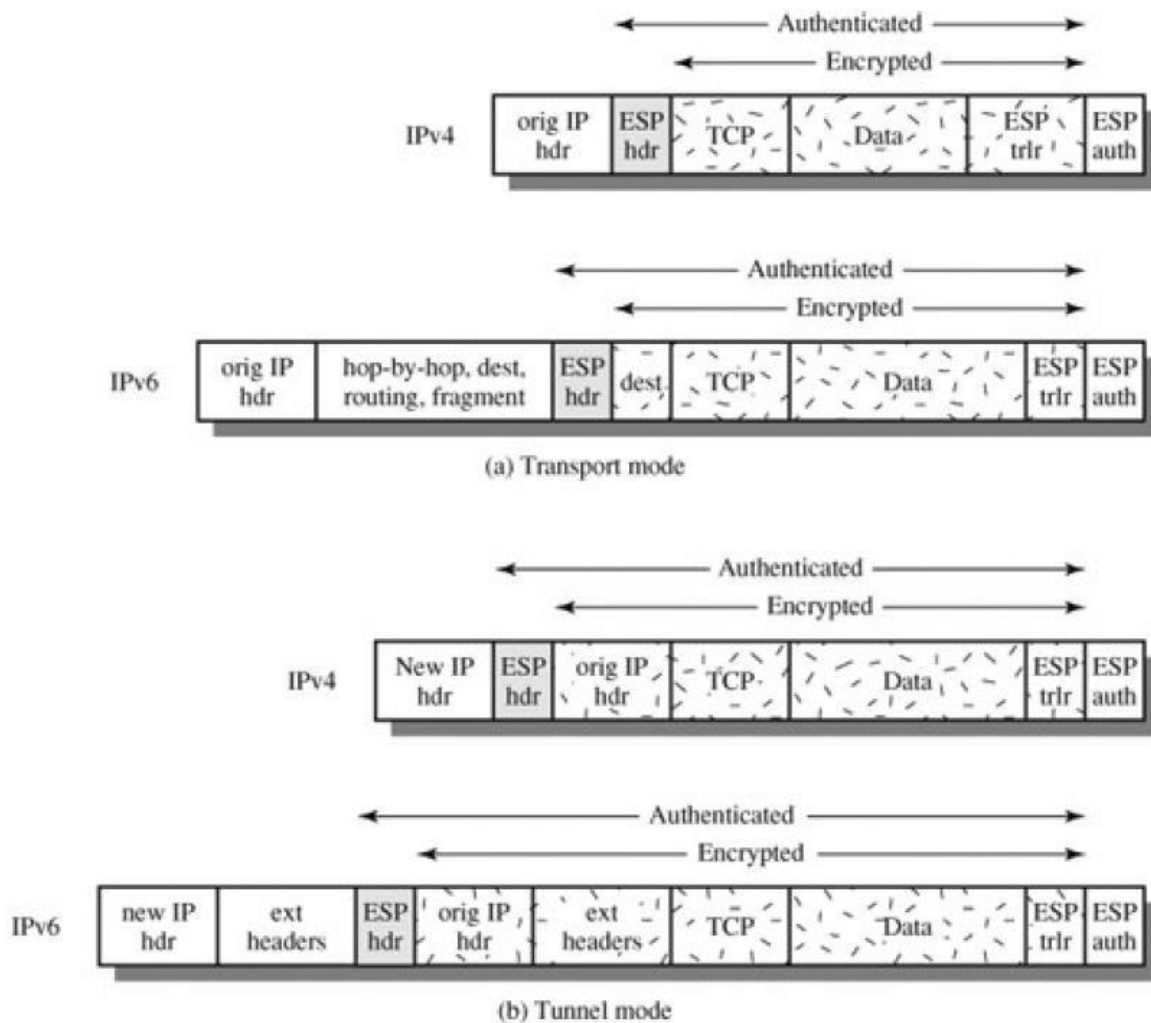 Authenticated
Encrypted
IPv4
orig IP hdr
ESP hdr
TCP
Data
ESP trlr
ESP auth
Authenticated
Encrypted
IPv6
orig IP hdr
hop-by-hop, dest, routing, fragment
ESP hdr
dest
TCP
Data
ESP trlr
ESP auth
(a) Transport mode
Authenticated
Encrypted
IPv4
New IP hdr
ESP hdr
orig IP hdr
TCP
Data
ESP trlr
ESP auth
Authenticated
Encrypted
IPv6
new IP hdr
ext headers
ESP hdr
orig IP hdr
ext headers
TCP
Data
ESP trlr
ESP auth
(b) Tunnel mode